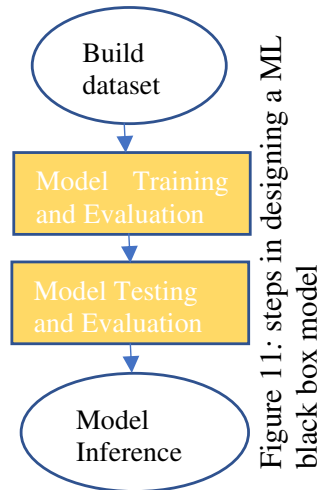 Build
dataset
Model Training
and Evaluation
Model Testing
and Evaluation
Model
Inference
Figure 11: steps in designing a ML
black box model